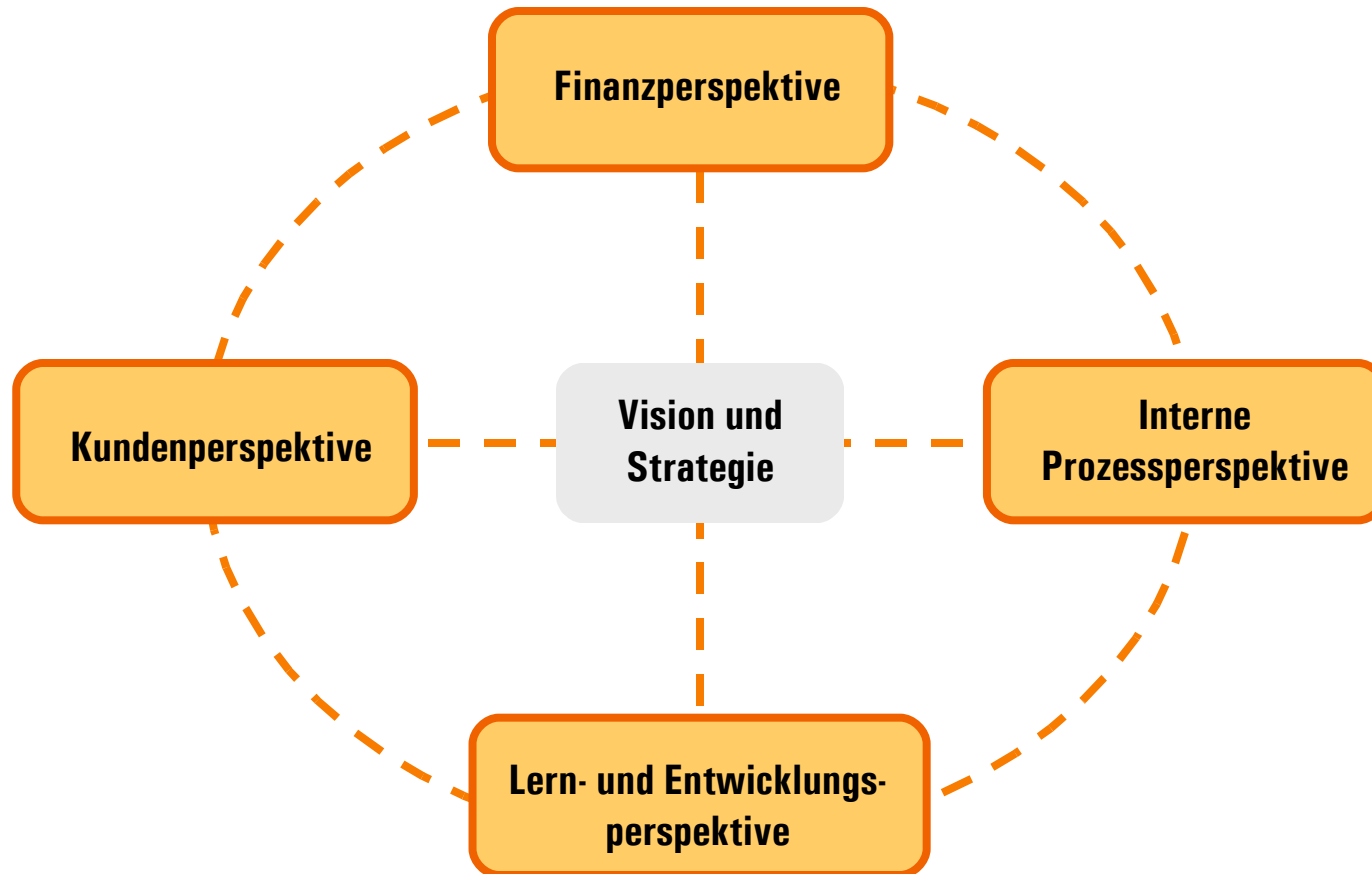 Finanzperspektive
Kundenperspektive
Vision und
Strategie
Interne
Prozessperspektive
Lern- und Entwicklungs-
perspektive